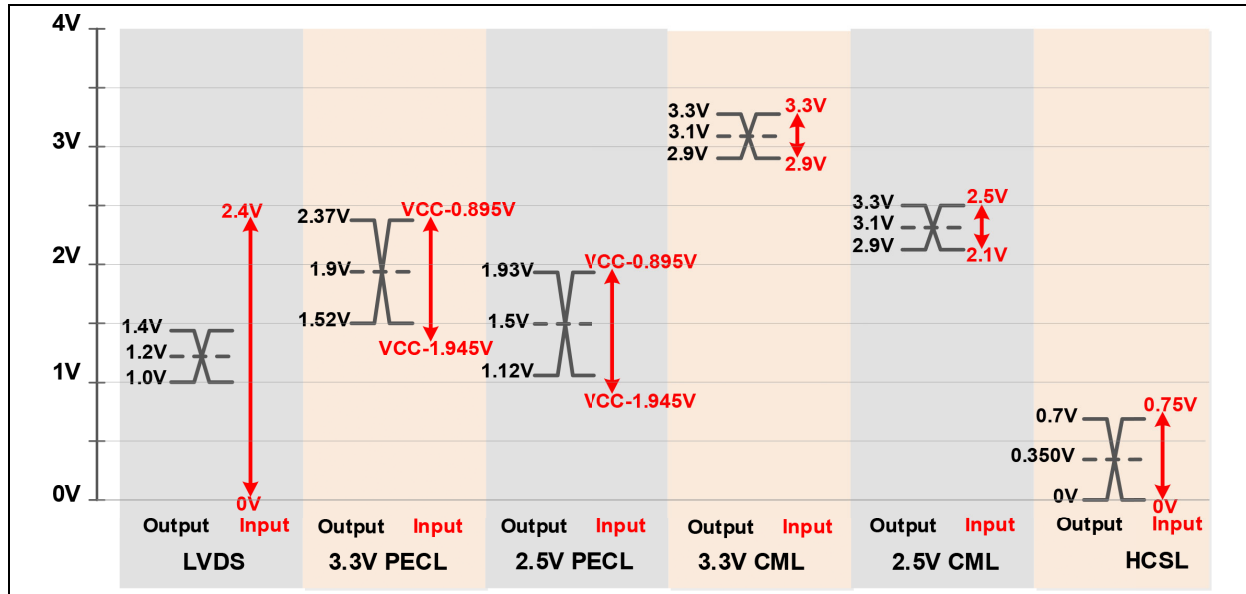 4V
3V
2V
1V
0V
2.4V
1.4V
1.2V
1.0V
0V
Output Input
LVDS
2.37V
1.9V
1.52V
VCC-0.895V
VCC-1.945V
Output Input
3.3V PECL
1.93V
1.5V
1.12V
VCC-0.895V
VCC-1.945V
Output Input
2.5V PECL
3.3V
3.1V
2.9V
3.3V
2.9V
Output Input
3.3V CML
3.3V
3.1V
2.9V
2.5V
2.1V
Output Input
2.5V CML
0.7V
0.350V
0V
0.75V
0V
Output Input
HCSL